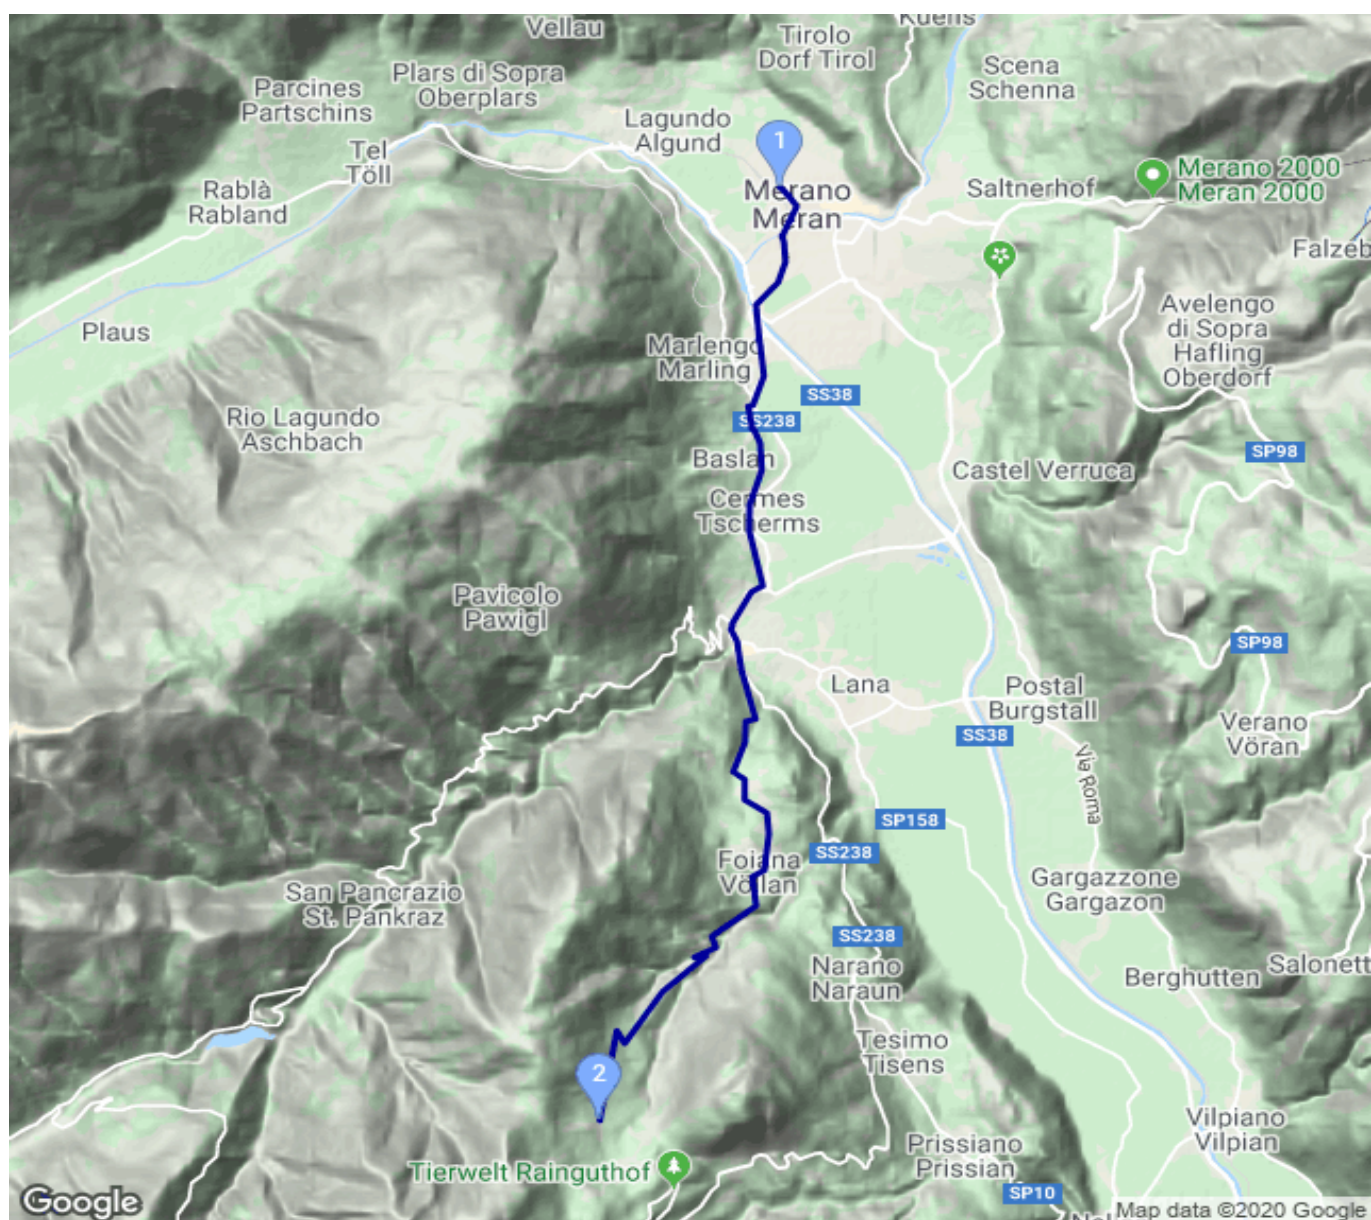 Vellau
Kuens
Tirolo
Dorf Tirol
Scena
Schenna
Plars di Sopra
Oberplars
Parcines
Partschins
Lagundo
Algund
1
Tel
Töll
Merano
Meran
Merano 2000
Meran 2000
Saltnerhof
Rablà
Rabland
Falzeb
Plaus
Avelengo
di Sopra
Hafling
Oberdorf
Marlengo
Marling
SS38
SS238
Rio Lagundo
Aschbach
SP98
Baslan
Castel Verruca
Cermes
Tscherms
Pavicolo
Pawigl
SP98
Lana
Postal
Burgstall
SS38
Verano
Vöran
Via Roma
SP158
SS238
Foiana
Völlan
San Pancrazio
St. Pankraz
Gargazzone
Gargazon
SS238
Narano
Naraun
Berghutten
Salonett
Tesimo
Tisens
2
Vilpiano
Vilpian
Prissiano
Prissian
Tierwelt Rainguthof
SP10
Google
Map data ©2020 Google